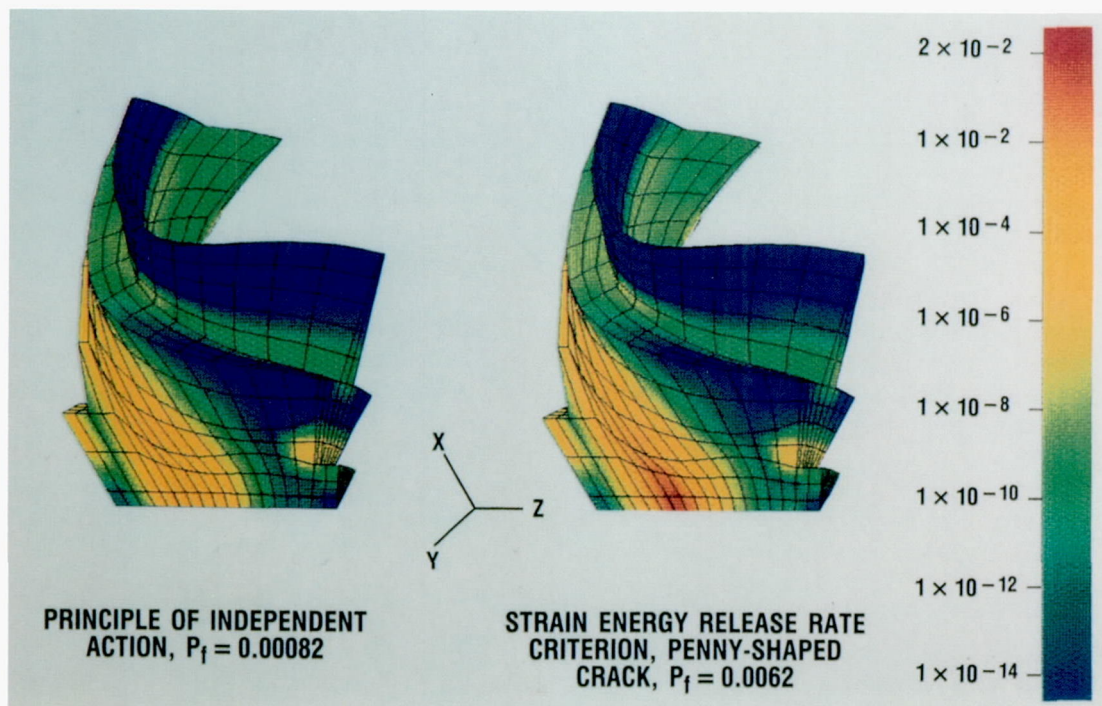 2 × 10⁻²
1 × 10⁻²
1 × 10⁻⁴
1 × 10⁻⁶
1 × 10⁻⁸
1 × 10⁻¹⁰
1 × 10⁻¹²
1 × 10⁻¹⁴
X
Z
Y
PRINCIPLE OF INDEPENDENT
ACTION, P_f = 0.00082
STRAIN ENERGY RELEASE RATE
CRITERION, PENNY-SHAPED
CRACK, P_f = 0.0062